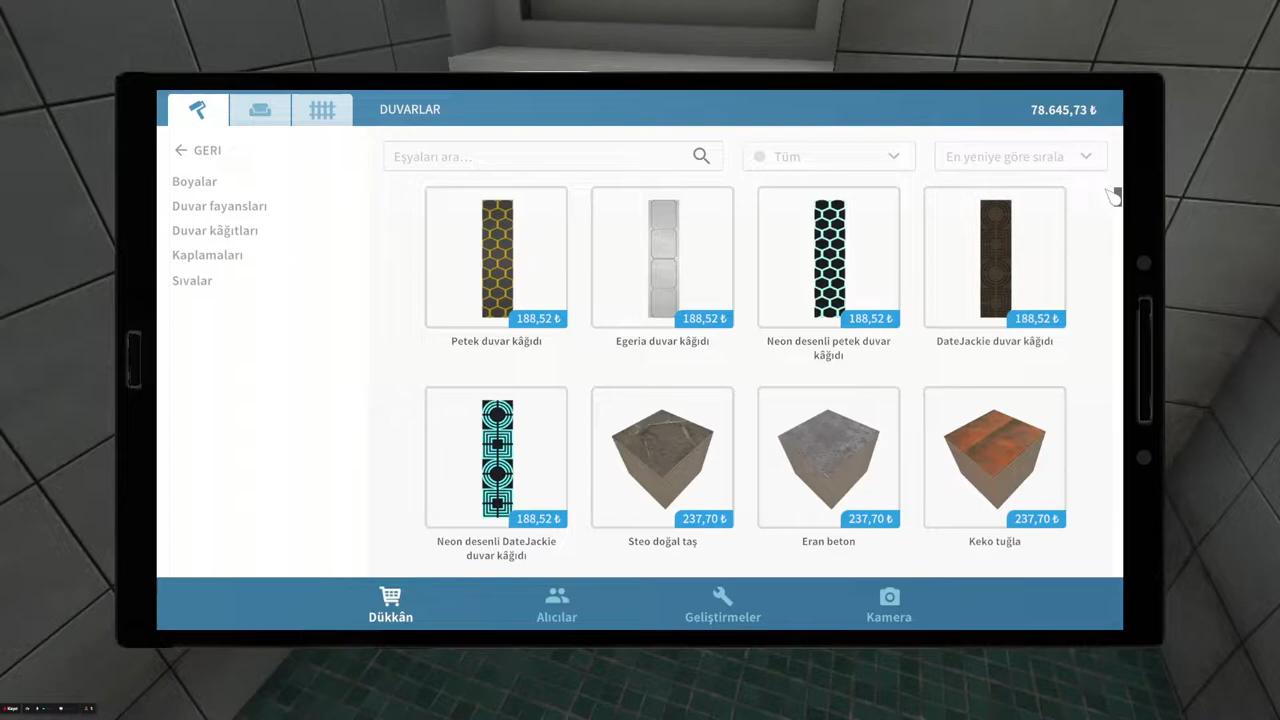 DUVARLAR
78.645,73 ₺
GERI
Eşyaları ara...
Tüm
En yeniye göre sırala
Boyalar
Duvar fayansları
Duvar kâğıtları
Kaplamaları
Sıvalar
188,52 ₺
188,52 ₺
188,52 ₺
188,52 ₺
Petek duvar kâğıdı
Egeria duvar kâğıdı
Neon desenli petek duvar
kâğıdı
DateJackie duvar kâğıdı
188,52 ₺
237,70 ₺
237,70 ₺
237,70 ₺
Neon desenli DateJackie
duvar kâğıdı
Steo doğal taş
Eran beton
Keko tuğla
Dükkân
Alıcılar
Geliştirmeler
Kamera